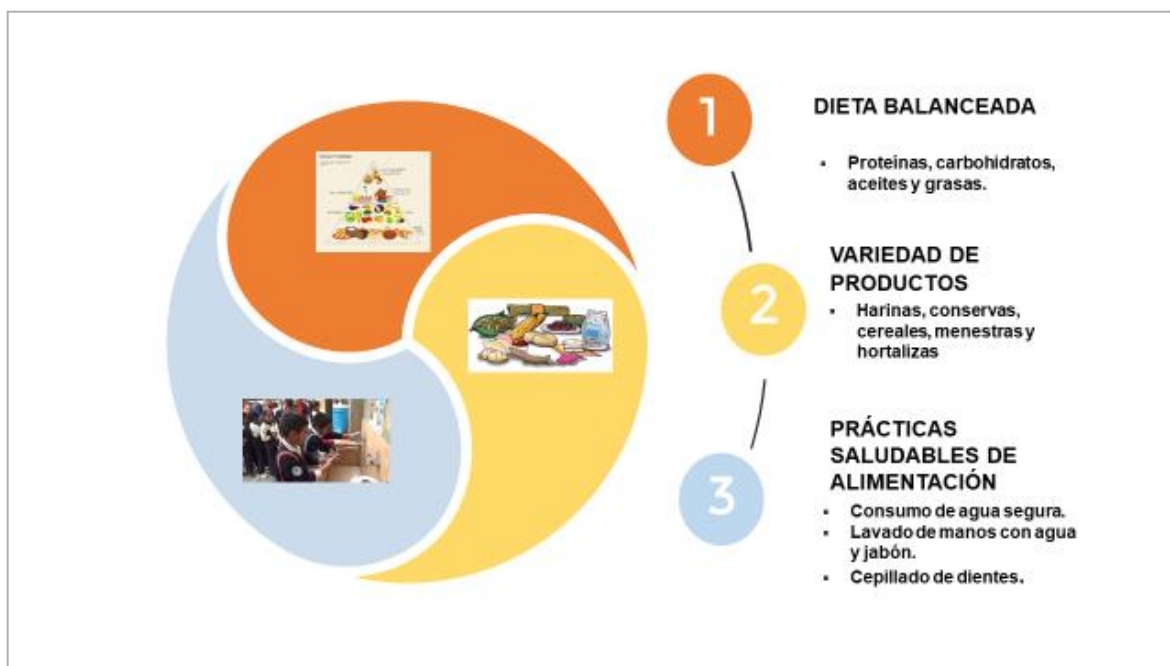 1
DIETA BALANCEADA
▪ Proteínas, carbohidratos,
aceites y grasas.
2
VARIEDAD DE
PRODUCTOS
▪ Harinas, conservas,
cereales, menestras y
hortalizas
3
PRÁCTICAS
SALUDABLES DE
ALIMENTACIÓN
▪ Consumo de agua segura.
▪ Lavado de manos con agua
y jabón.
▪ Cepillado de dientes.